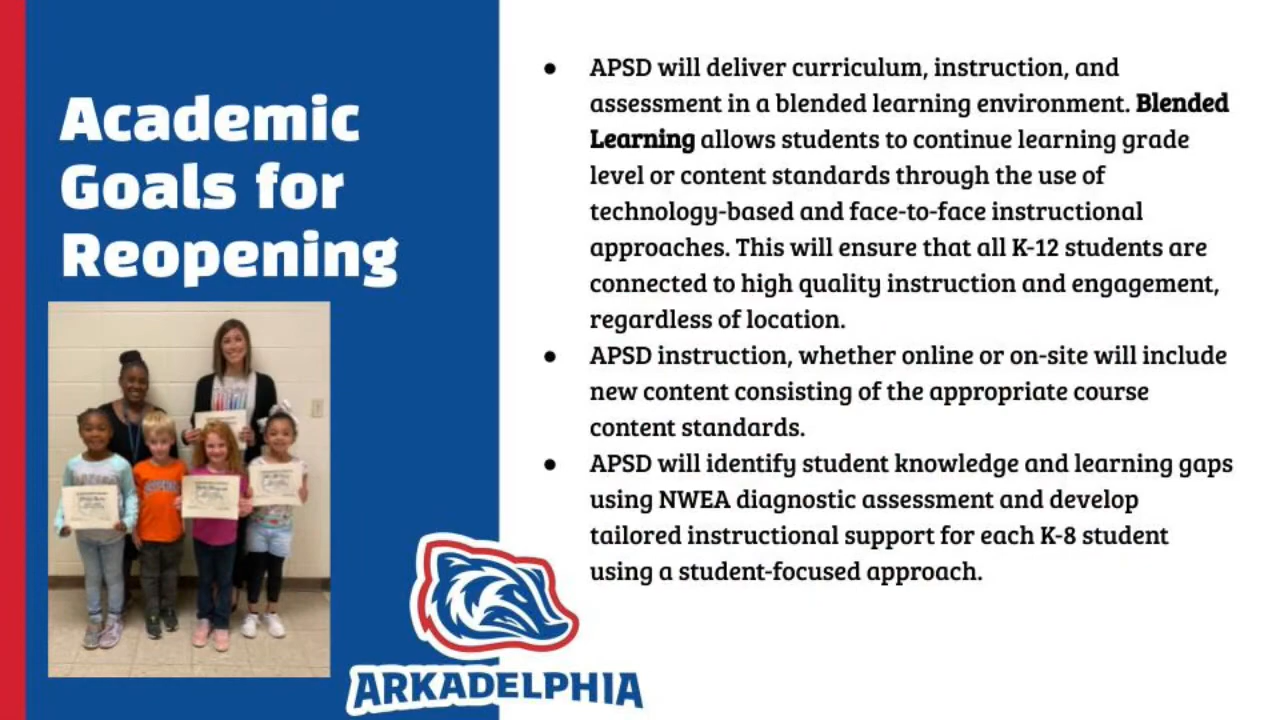 Academic
Goals for
Reopening
● APSD will deliver curriculum, instruction, and
assessment in a blended learning environment. Blended
Learning allows students to continue learning grade
level or content standards through the use of
technology-based and face-to-face instructional
approaches. This will ensure that all K-12 students are
connected to high quality instruction and engagement,
regardless of location.
● APSD instruction, whether online or on-site will include
new content consisting of the appropriate course
content standards.
● APSD will identify student knowledge and learning gaps
using NWEA diagnostic assessment and develop
tailored instructional support for each K-8 student
using a student-focused approach.
ARKADELPHIA